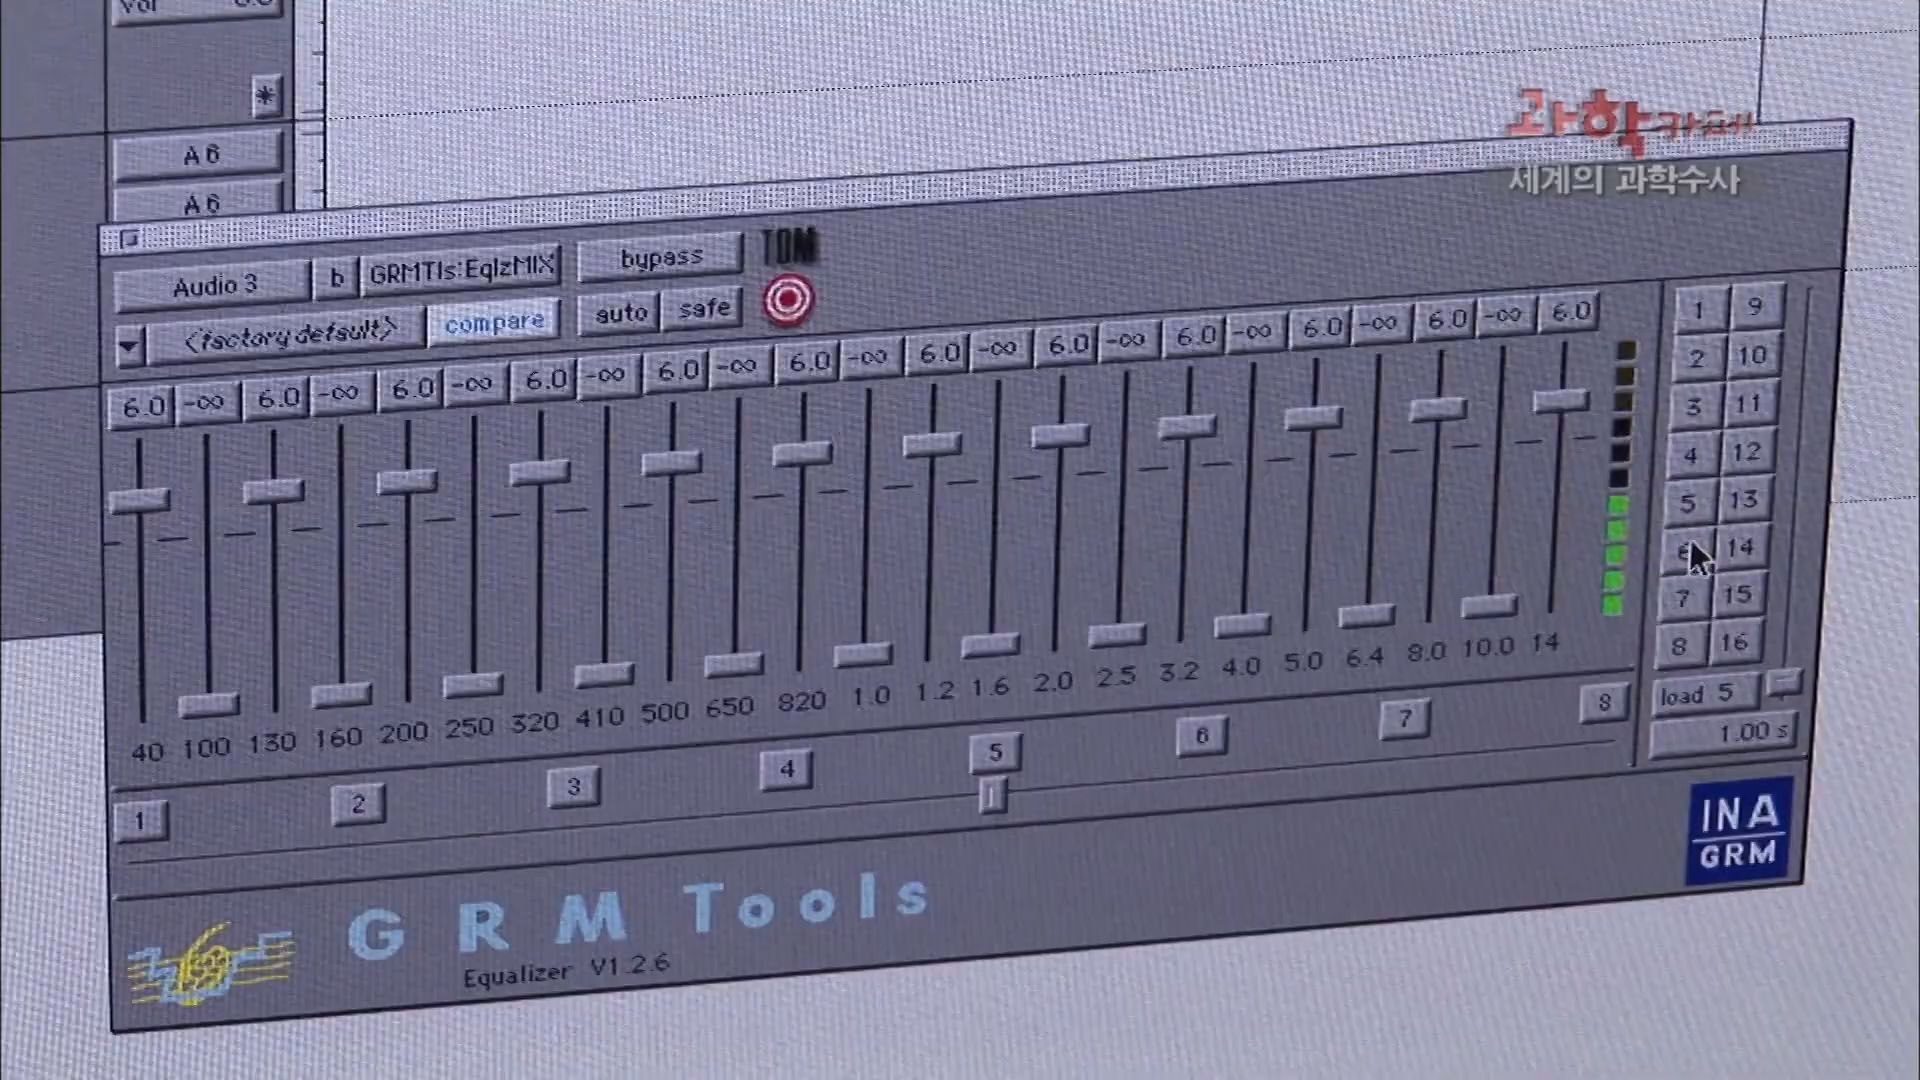 Vol
*
A 6
A 6
과학카페
세계의 과학수사
Audio 3 b GRMTls:EqlzMIX bypass TDM
<factory default> compare auto safe
6.0 -∞ 6.0 -∞ 6.0 -∞ 6.0 -∞ 6.0 -∞ 6.0 -∞ 6.0 -∞ 6.0 -∞ 6.0 -∞ 6.0 -∞ 6.0 -∞ 6.0
40 100 130 160 200 250 320 410 500 650 820 1.0 1.2 1.6 2.0 2.5 3.2 4.0 5.0 6.4 8.0 10.0 14
1 2 3 4 5 6 7 8
1 9
2 10
3 11
4 12
5 13
6 14
7 15
8 16
load 5
1.00 s
INA
GRM
GRM Tools
Equalizer V1.2.6